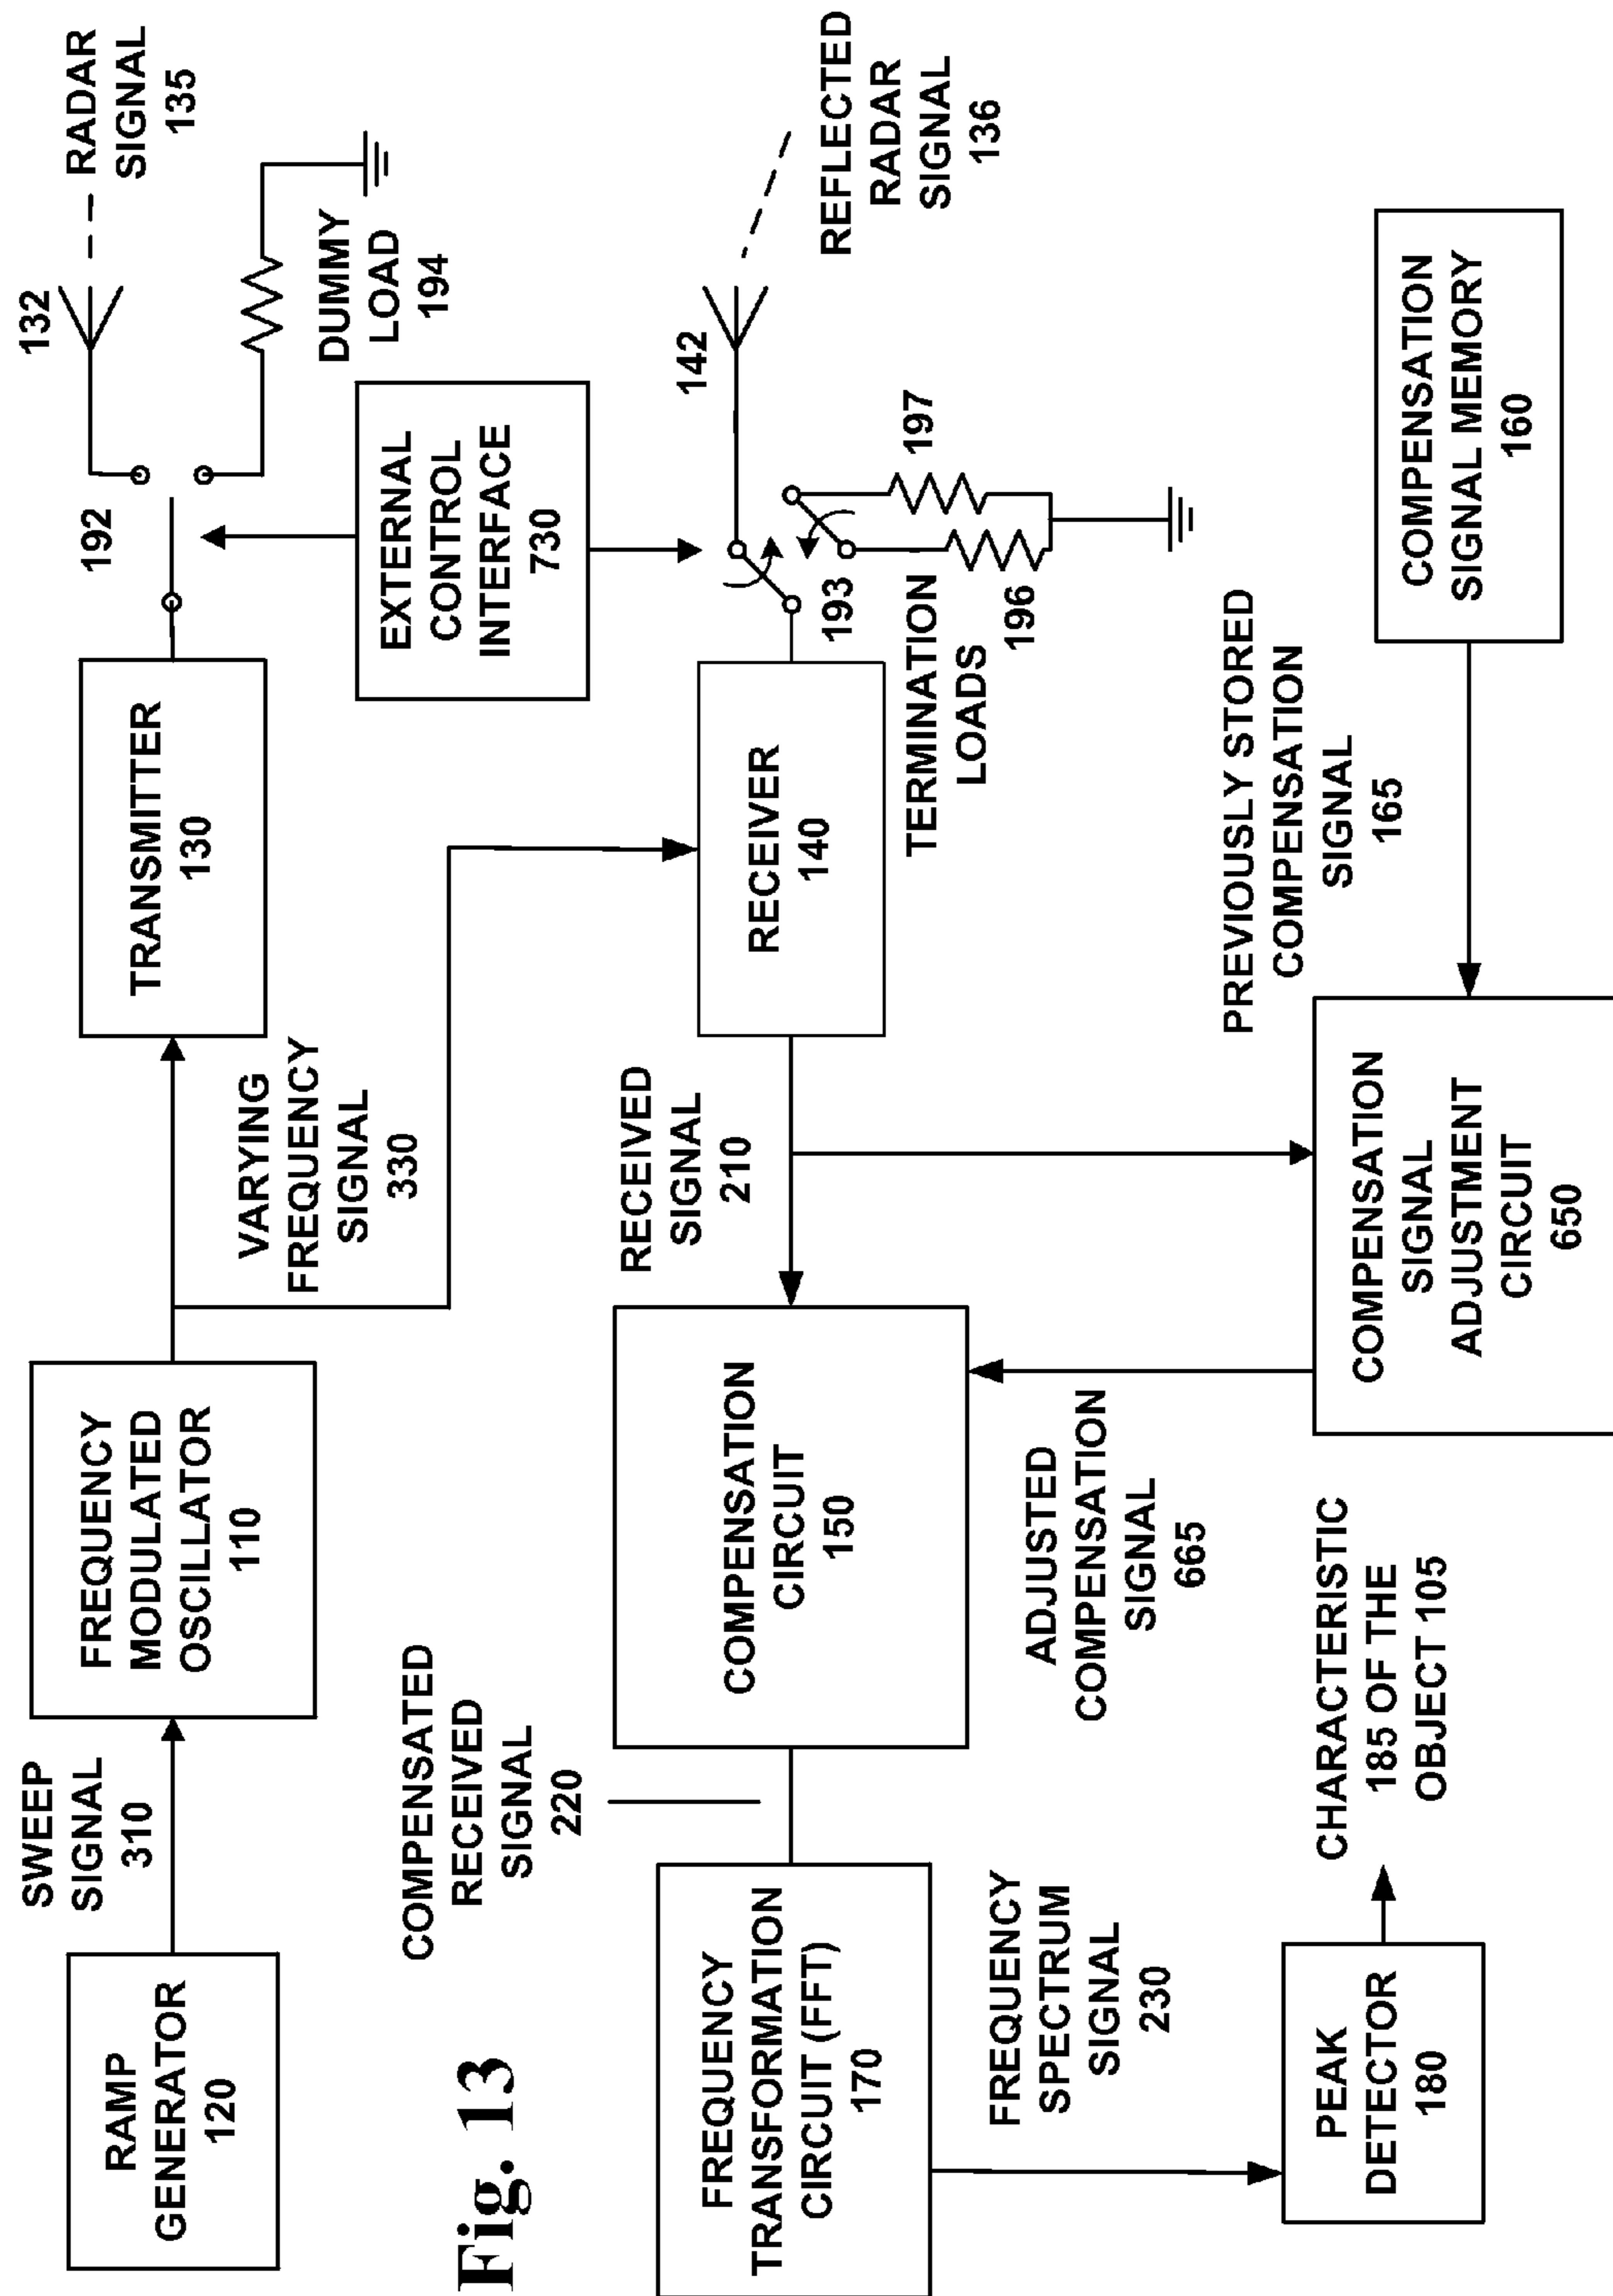 SWEEP
SIGNAL
310
RAMP
GENERATOR
120
FREQUENCY
MODULATED
OSCILLATOR
110
VARYING
FREQUENCY
SIGNAL
330
TRANSMITTER
130
192
132
RADAR
SIGNAL
135
DUMMY
LOAD
194
EXTERNAL
CONTROL
INTERFACE
730
142
REFLECTED
RADAR
SIGNAL
136
193
197
196
TERMINATION
LOADS
RECEIVER
140
RECEIVED
SIGNAL
210
COMPENSATION
CIRCUIT
150
COMPENSATED
RECEIVED
SIGNAL
220
Fig. 13
FREQUENCY
TRANSFORMATION
CIRCUIT (FFT)
170
FREQUENCY
SPECTRUM
SIGNAL
230
PEAK
DETECTOR
180
CHARACTERISTIC
185 OF THE
OBJECT 105
ADJUSTED
COMPENSATION
SIGNAL
665
COMPENSATION
SIGNAL
ADJUSTMENT
CIRCUIT
650
PREVIOUSLY STORED
COMPENSATION
SIGNAL
165
COMPENSATION
SIGNAL MEMORY
160